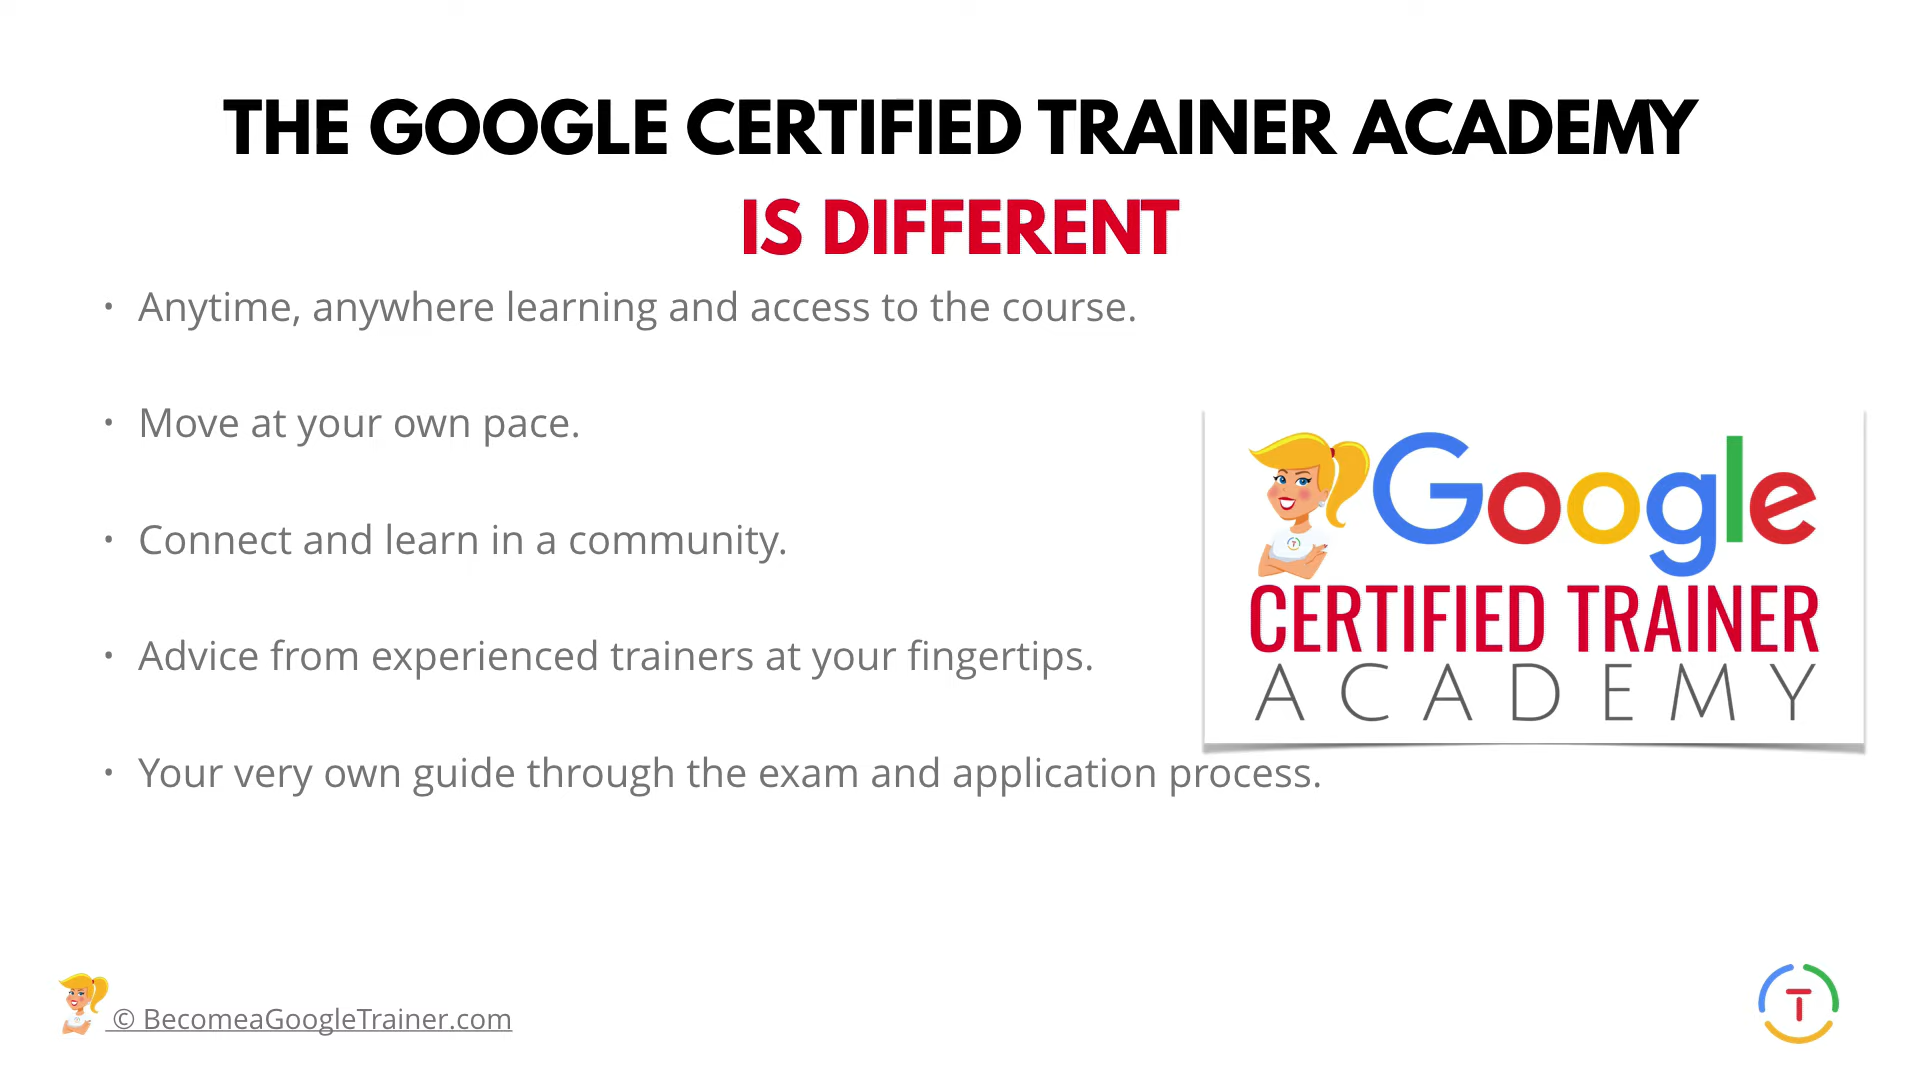 THE GOOGLE CERTIFIED TRAINER ACADEMY
IS DIFFERENT
• Anytime, anywhere learning and access to the course.
• Move at your own pace.
• Connect and learn in a community.
• Advice from experienced trainers at your fingertips.
• Your very own guide through the exam and application process.
Google
CERTIFIED TRAINER
ACADEMY
© BecomeaGoogleTrainer.com
T